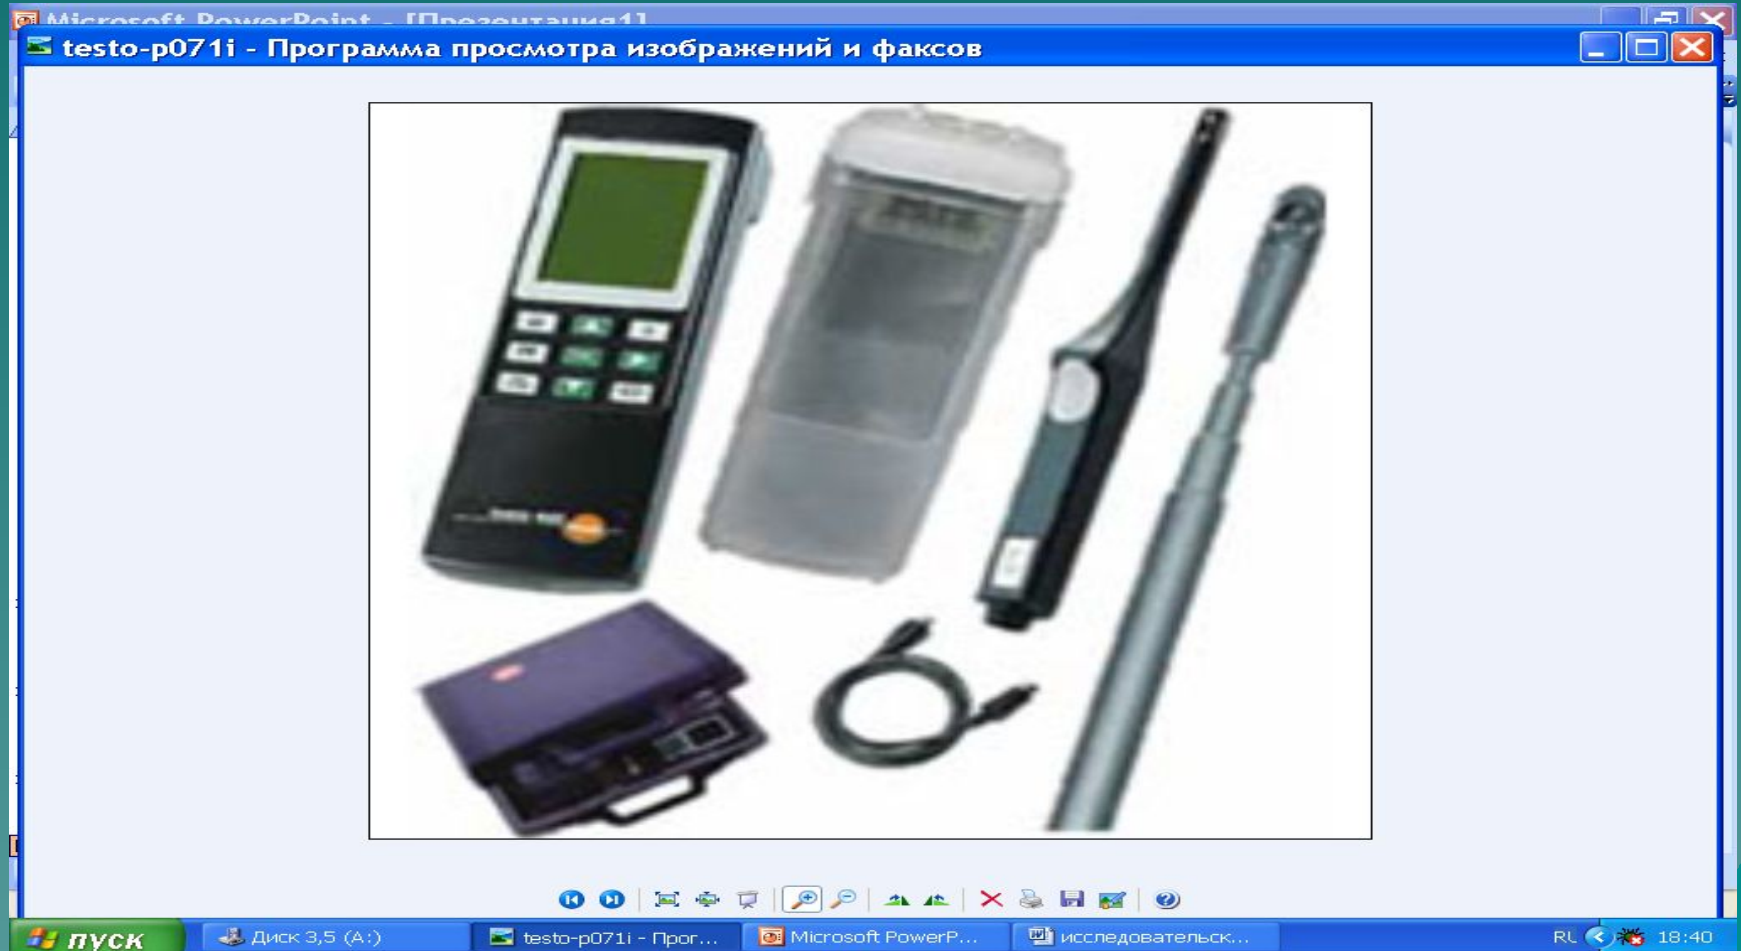 Microsoft PowerPoint - [Презентация1]
testo-p071i - Программа просмотра изображений и факсов
пуск
Диск 3,5 (A:)
testo-p071i - Прог...
Microsoft PowerP...
исследовательск...
RL
18:40